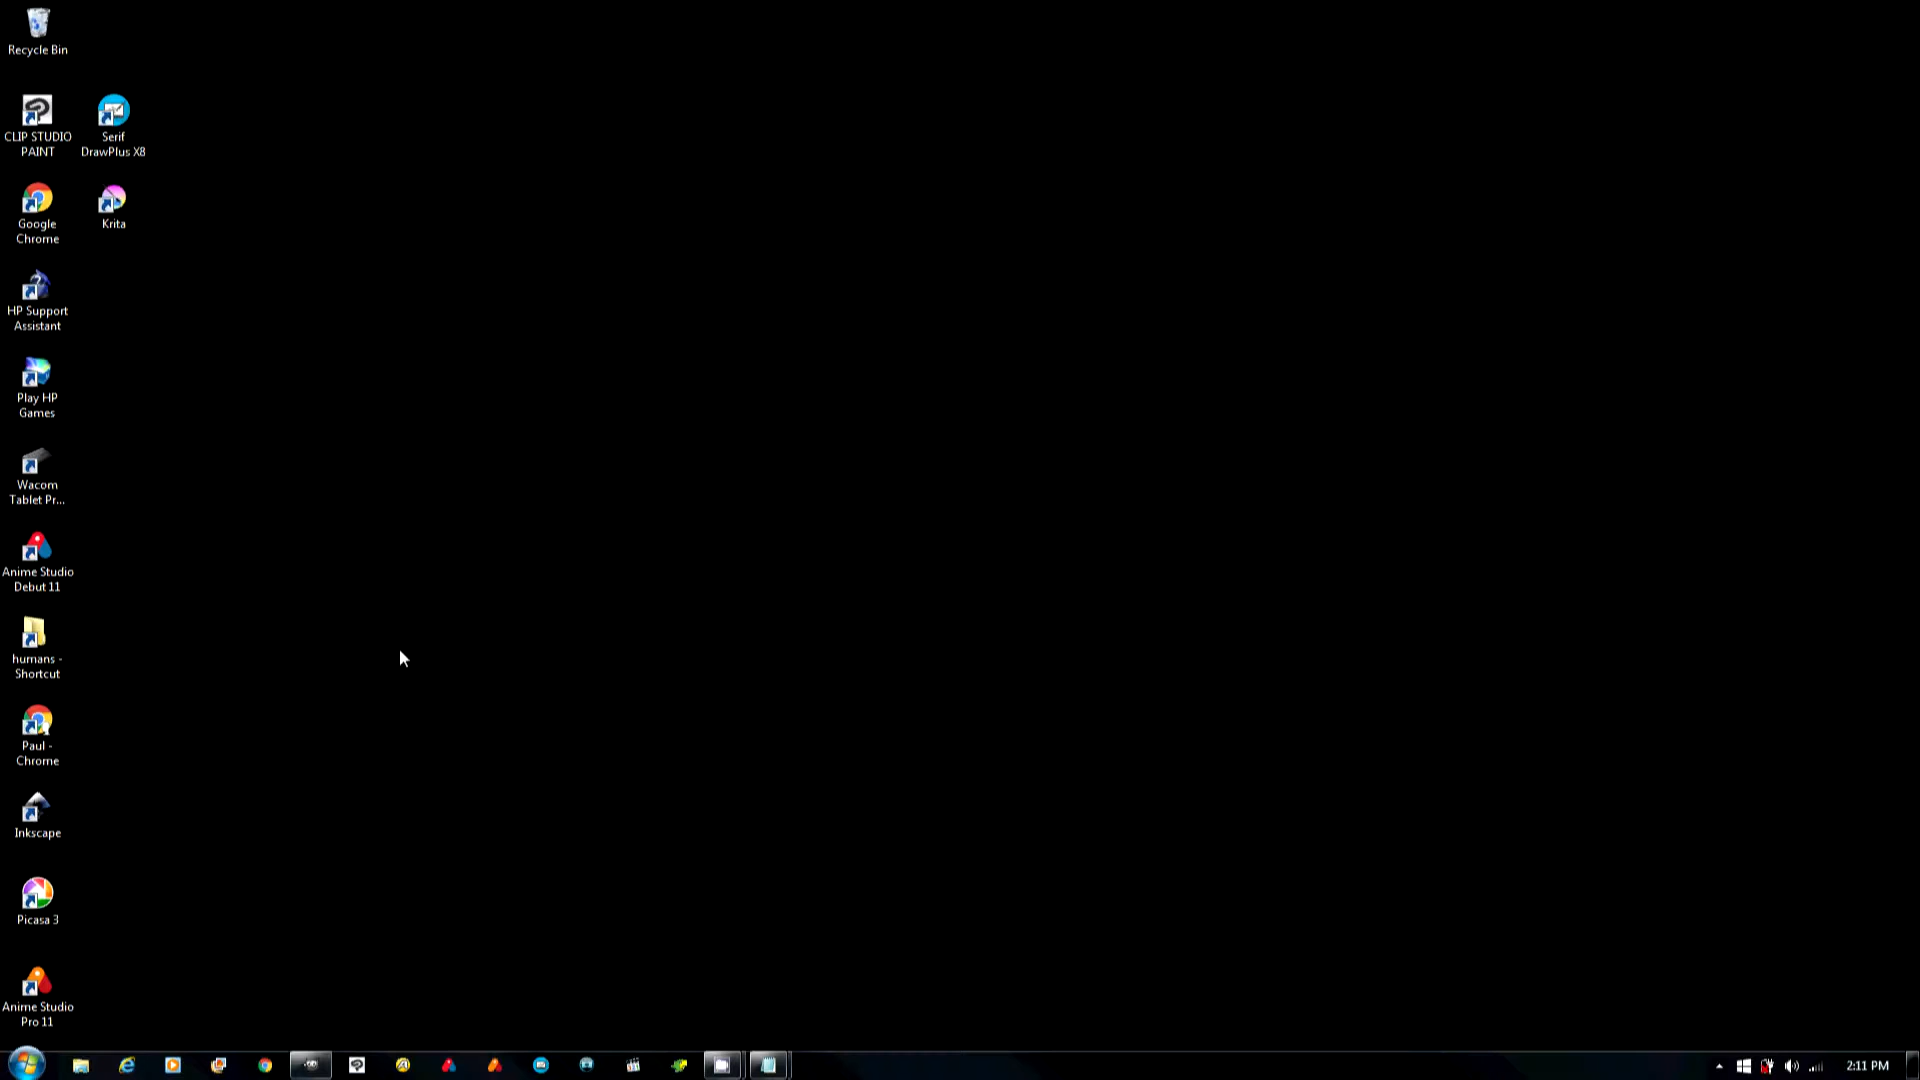 Recycle Bin
CLIP STUDIO
PAINT
Serif
DrawPlus X8
Google
Chrome
Krita
HP Support
Assistant
Play HP
Games
Wacom
Tablet Pr...
Anime Studio
Debut 11
humans -
Shortcut
Paul -
Chrome
Inkscape
Picasa 3
Anime Studio
Pro 11
2:11 PM